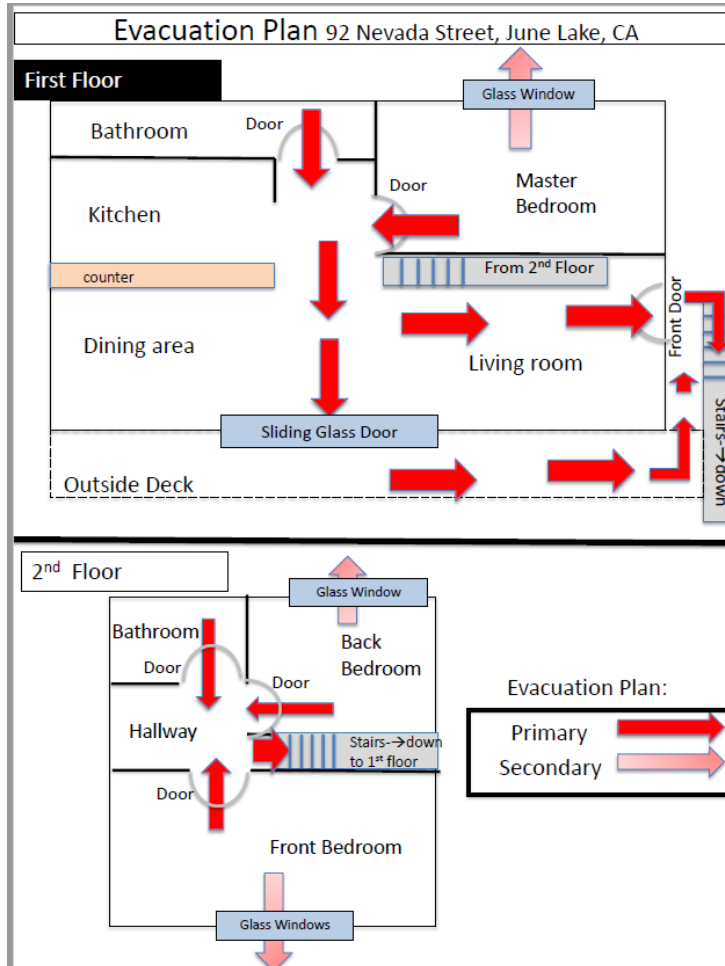 Evacuation Plan 92 Nevada Street, June Lake, CA
First Floor
Glass Window
Bathroom
Door
Door
Master
Bedroom
Kitchen
From 2nd Floor
counter
Front Door
Dining area
Living room
Sliding Glass Door
Stairs-→down
Outside Deck
2nd Floor
Glass Window
Bathroom
Back
Bedroom
Door
Door
Hallway
Stairs-→down
to 1st floor
Door
Front Bedroom
Glass Windows
Evacuation Plan:
Primary
Secondary